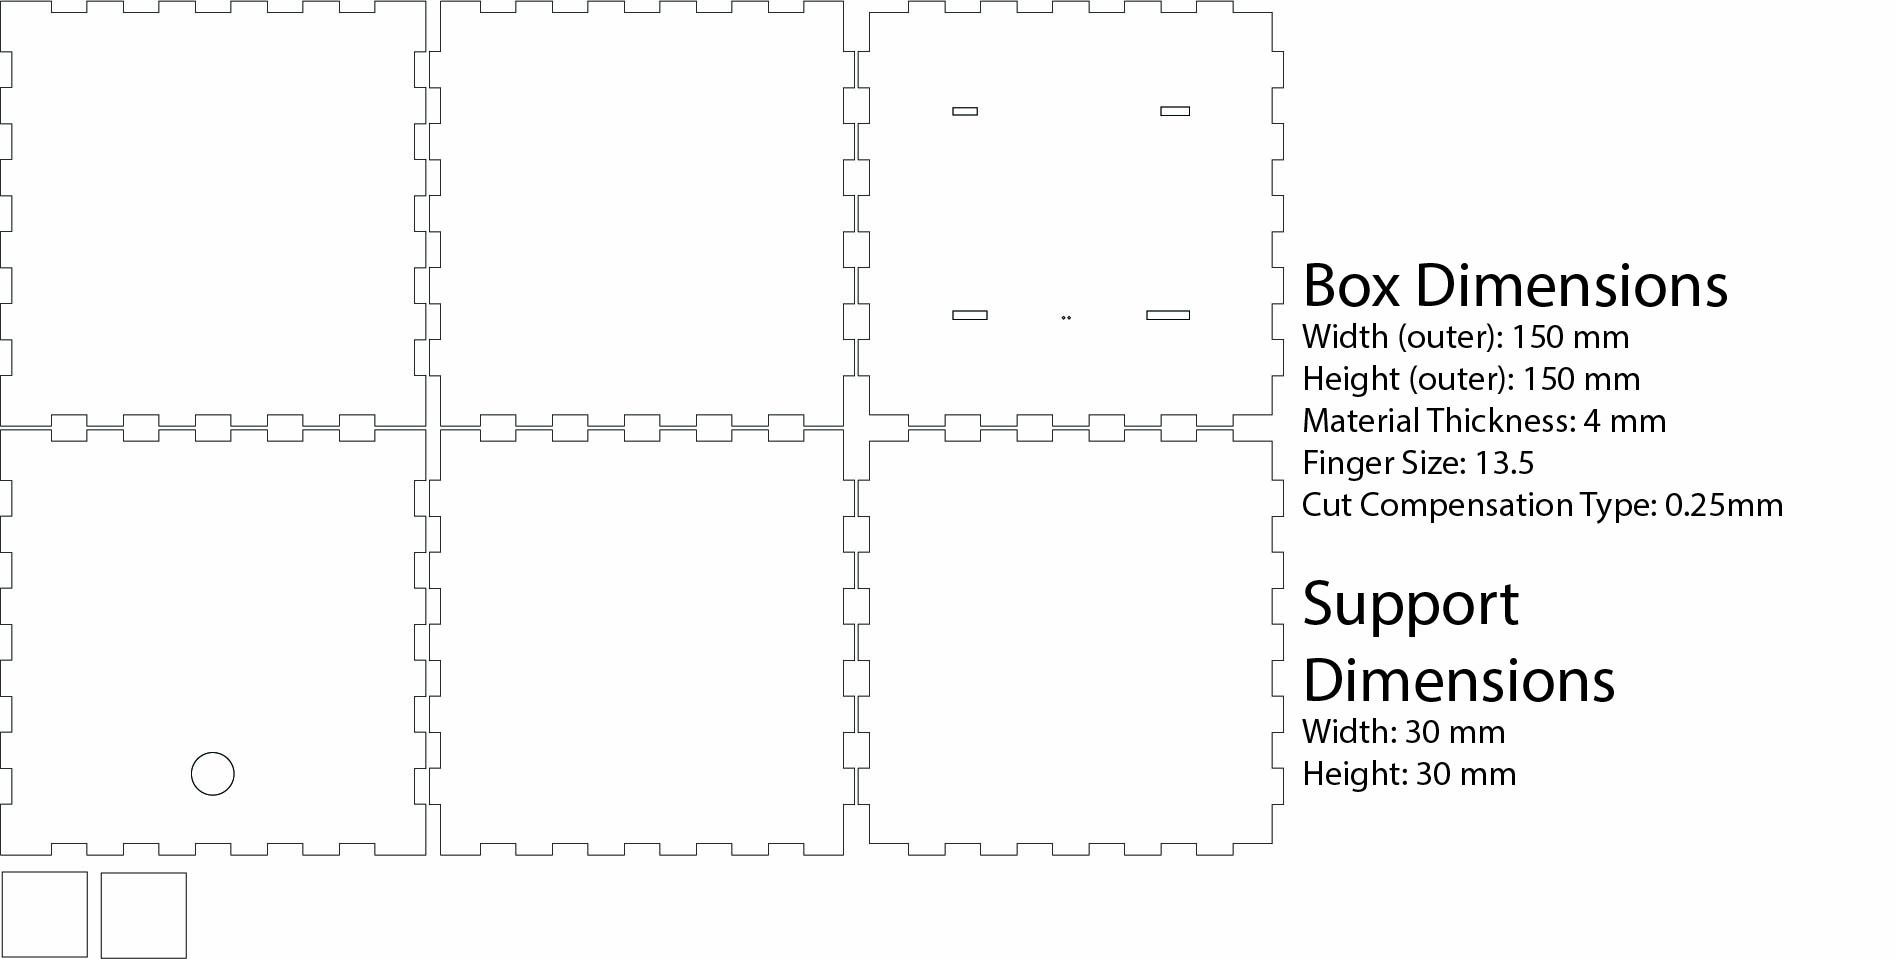 Box Dimensions
Width (outer): 150 mm
Height (outer): 150 mm
Material Thickness: 4 mm
Finger Size: 13.5
Cut Compensation Type: 0.25mm
Support
Dimensions
Width: 30 mm
Height: 30 mm